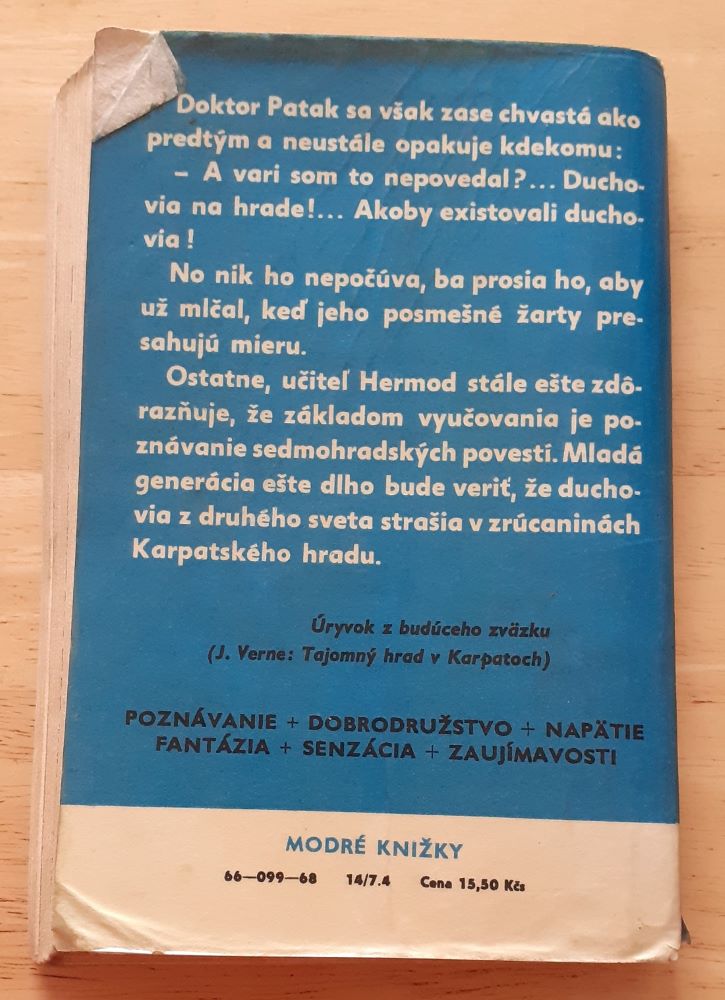 Doktor Patak sa však zase chvastá ako
predtým a neustále opakuje kdekomu:
– A vari som to nepovedal?... Ducho-
via na hrade!... Akoby existovali ducho-
via!
No nik ho nepočúva, ba prosia ho, aby
už mlčal, keď jeho posmešné žarty pre-
sahujú mieru.
Ostatne, učiteľ Hermod stále ešte zdô-
razňuje, že základom vyučovania je po-
znávanie sedmohradských povestí. Mladá
generácia ešte dlho bude veriť, že ducho-
via z druhého sveta strašia v zrúcaninách
Karpatského hradu.
Úryvok z budúceho zväzku
(J. Verne: Tajomný hrad v Karpatoch)
POZNÁVANIE + DOBRODRUŽSTVO + NAPÄTIE
FANTÁZIA + SENZÁCIA + ZAUJÍMAVOSTI
MODRÉ KNIŽKY
66—099—68 14/7.4 Cena 15,50 Kčs